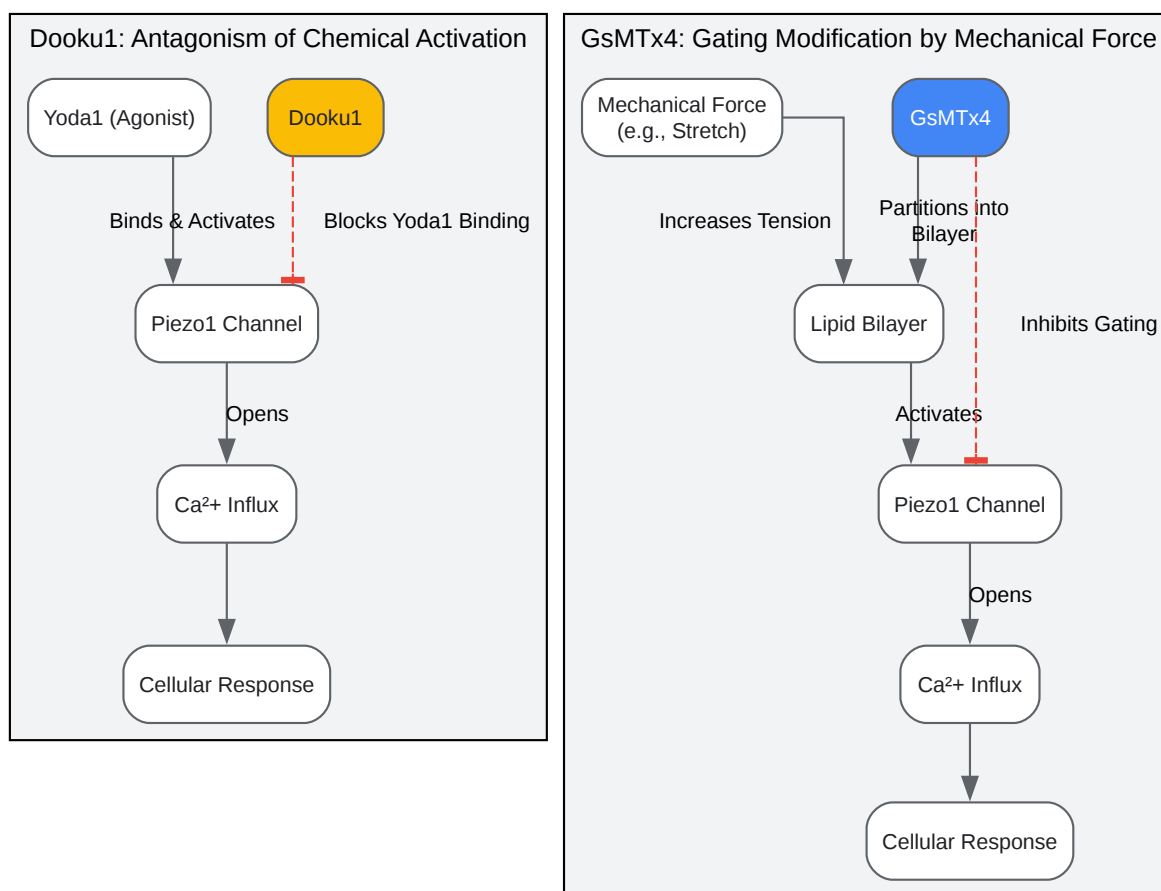 Dooku1: Antagonism of Chemical Activation
Yoda1 (Agonist)
Dooku1
Binds & Activates
Blocks Yoda1 Binding
Piezo1 Channel
Opens
Ca²+ Influx
Cellular Response
GsMTx4: Gating Modification by Mechanical Force
Mechanical Force
(e.g., Stretch)
GsMTx4
Increases Tension
Partitions into
Bilayer
Lipid Bilayer
Inhibits Gating
Activates
Piezo1 Channel
Opens
Ca²+ Influx
Cellular Response